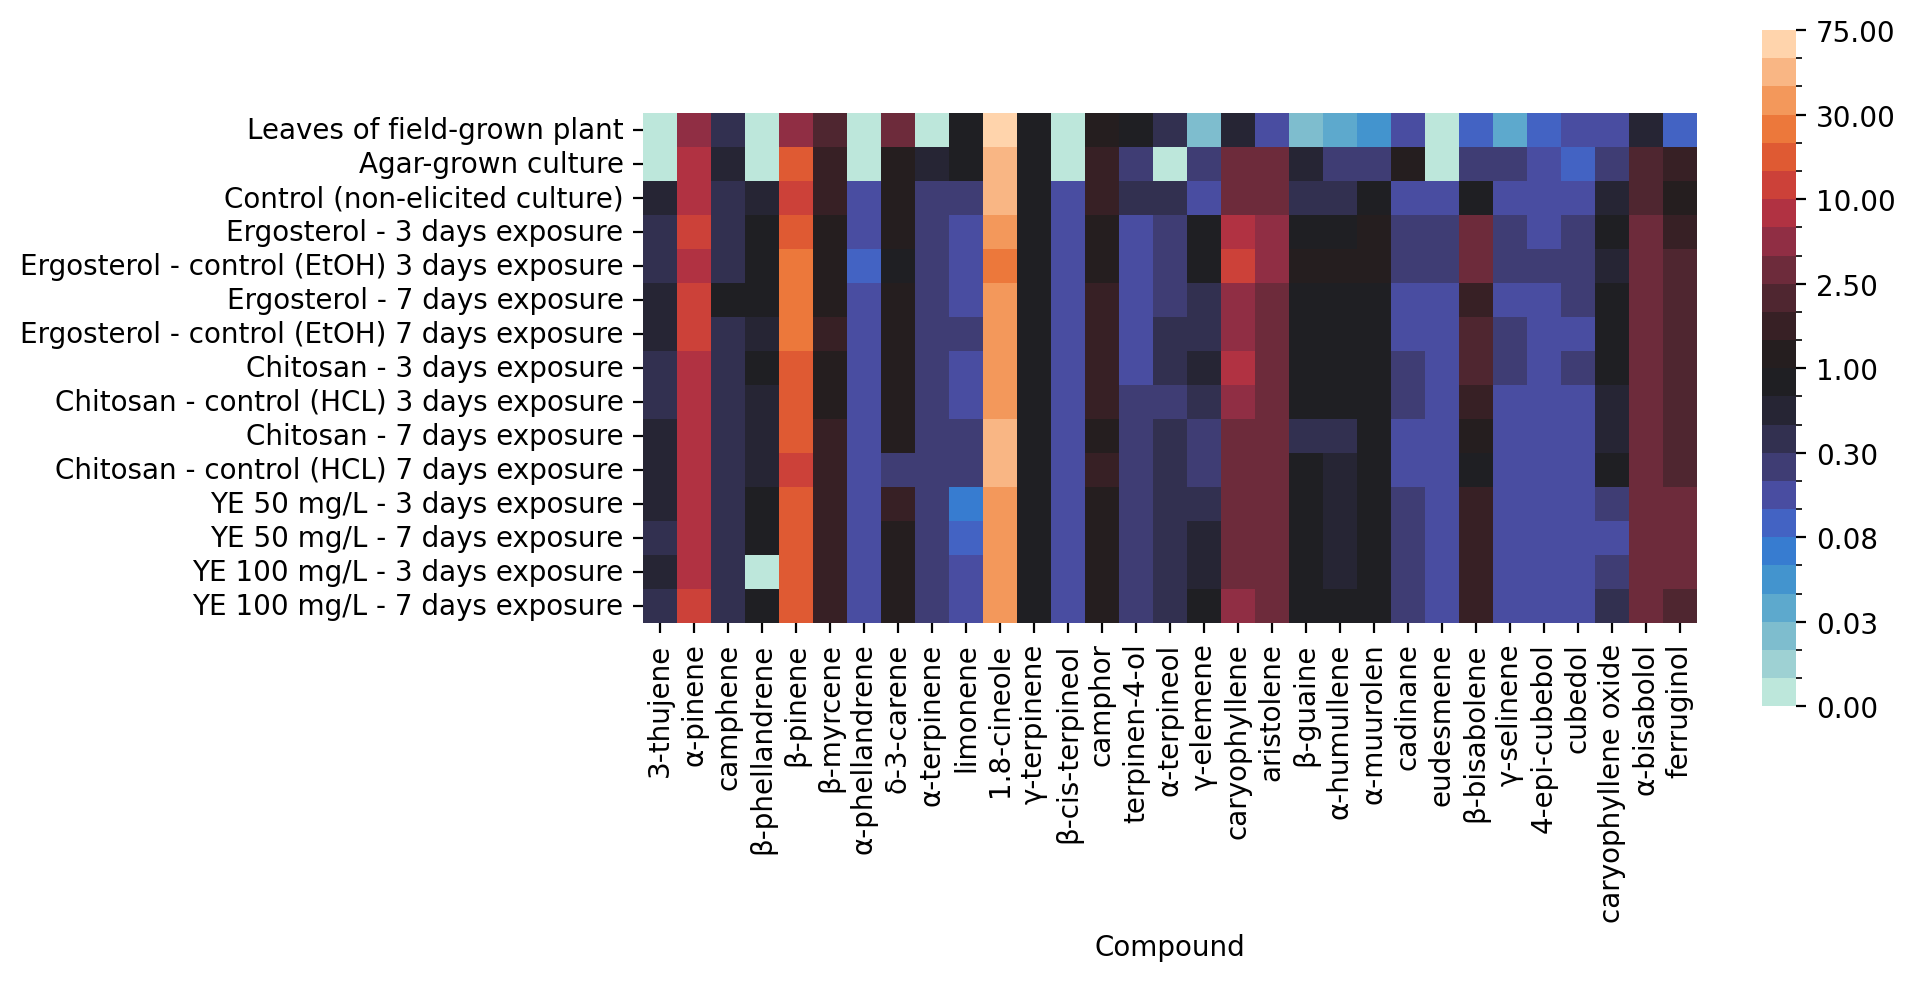 Leaves of field-grown plant
Agar-grown culture
Control (non-elicited culture)
Ergosterol - 3 days exposure
Ergosterol - control (EtOH) 3 days exposure
Ergosterol - 7 days exposure
Ergosterol - control (EtOH) 7 days exposure
Chitosan - 3 days exposure
Chitosan - control (HCL) 3 days exposure
Chitosan - 7 days exposure
Chitosan - control (HCL) 7 days exposure
YE 50 mg/L - 3 days exposure
YE 50 mg/L - 7 days exposure
YE 100 mg/L - 3 days exposure
YE 100 mg/L - 7 days exposure
3-thujene
α-pinene
camphene
β-phellandrene
β-pinene
β-myrcene
α-phellandrene
δ-3-carene
α-terpinene
limonene
1.8-cineole
γ-terpinene
β-cis-terpineol
camphor
terpinen-4-ol
α-terpineol
γ-elemene
caryophyllene
aristolene
β-guaine
α-humullene
α-muurolen
cadinane
eudesmene
β-bisabolene
γ-selinene
4-epi-cubebol
cubedol
caryophyllene oxide
α-bisabolol
ferruginol
Compound
75.00
30.00
10.00
2.50
1.00
0.30
0.08
0.03
0.00